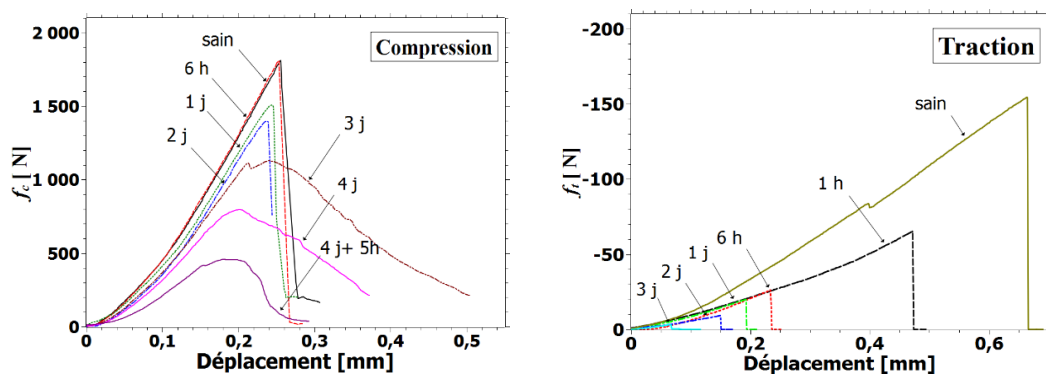 Compression
2 000
1 500
1 000
500
0
f_c [ N]
sain
6 h
1 j
2 j
3 j
4 j
4 j+ 5h
0
0,1
0,2
0,3
0,4
0,5
Déplacement [mm]
Traction
-200
-150
-100
-50
0
f_t [ N]
sain
1 h
6 h
1 j
2 j
3 j
0
0,2
0,4
0,6
Déplacement [mm]